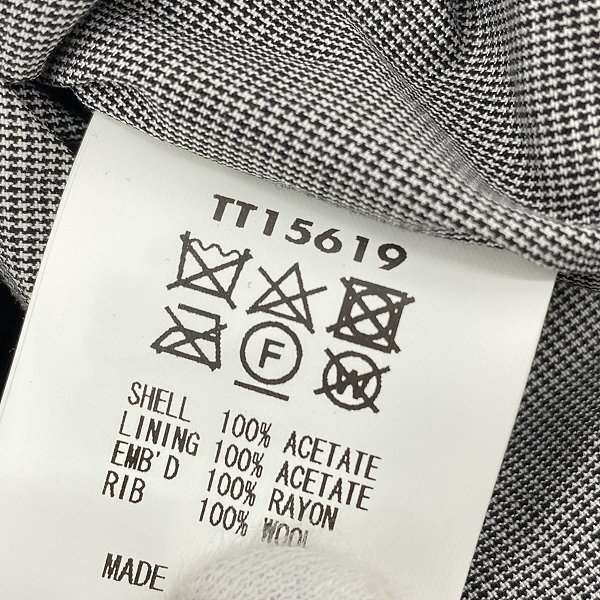 TT15619
F
W
SHELL 100% ACETATE
LINING 100% ACETATE
EMB'D 100% RAYON
RIB 100% WOOL
MADE